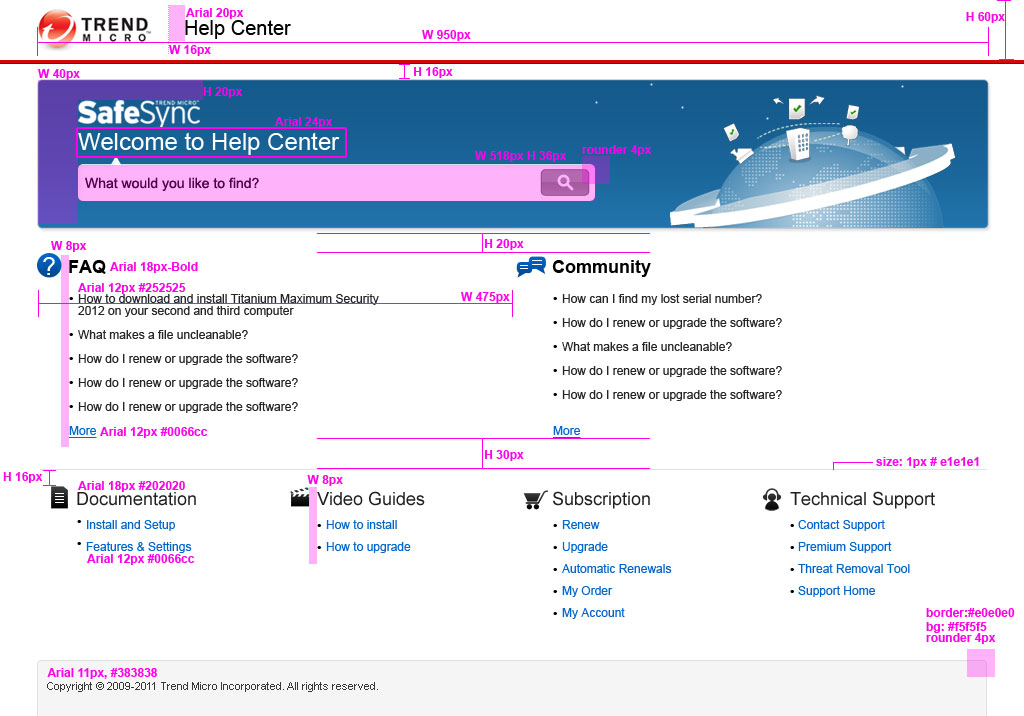 Arial 20px
TREND MICRO™
Help Center
W 950px
H 60px
W 16px
W 40px
H 16px
H 20px
TREND MICRO™
SafeSync
Arial 24px
Welcome to Help Center
W 518px H 36px
rounder 4px
What would you like to find?
W 8px
H 20px
FAQ
Arial 18px-Bold
Arial 12px #252525
• How to download and install Titanium Maximum Security
2012 on your second and third computer
W 475px
• What makes a file uncleanable?
• How do I renew or upgrade the software?
• How do I renew or upgrade the software?
• How do I renew or upgrade the software?
More
Arial 12px #0066cc
Community
• How can I find my lost serial number?
• How do I renew or upgrade the software?
• What makes a file uncleanable?
• How do I renew or upgrade the software?
• How do I renew or upgrade the software?
More
H 30px
size: 1px # e1e1e1
H 16px
Arial 18px #202020
Documentation
• Install and Setup
• Features & Settings
Arial 12px #0066cc
W 8px
Video Guides
• How to install
• How to upgrade
Subscription
• Renew
• Upgrade
• Automatic Renewals
• My Order
• My Account
Technical Support
• Contact Support
• Premium Support
• Threat Removal Tool
• Support Home
border:#e0e0e0
bg: #f5f5f5
rounder 4px
Arial 11px, #383838
Copyright © 2009-2011 Trend Micro Incorporated. All rights reserved.